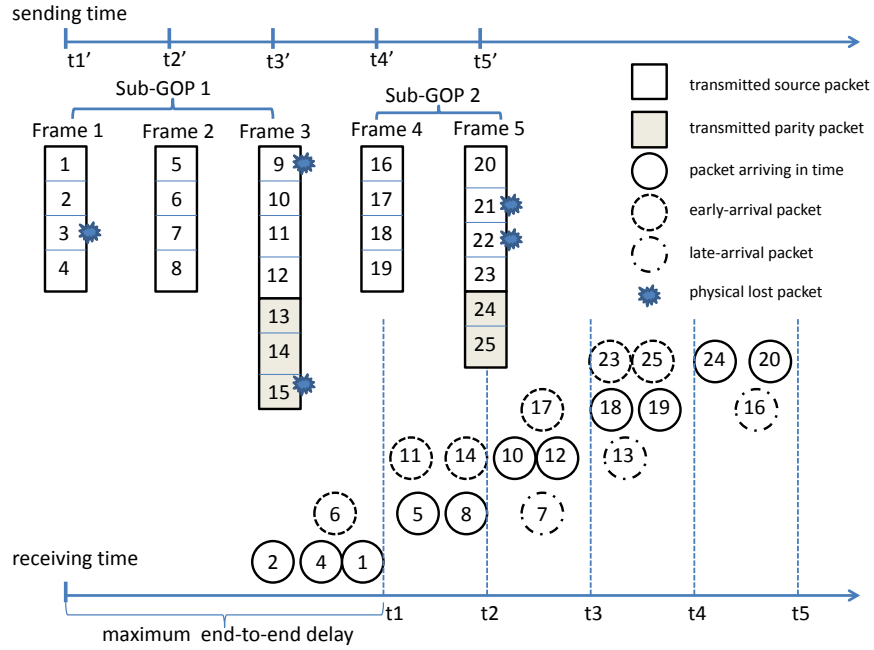 sending time
t1’ t2’ t3’ t4’ t5’
Sub-GOP 1 Sub-GOP 2
Frame 1 Frame 2 Frame 3 Frame 4 Frame 5
1 5 9 16 20
2 6 10 17 21
3 7 11 18 22
4 8 12 19 23
13 24
14 25
15
transmitted source packet
transmitted parity packet
packet arriving in time
early-arrival packet
late-arrival packet
physical lost packet
23 25 24 20
17 18 19 16
11 14 10 12 13
6 5 8 7
2 4 1
receiving time
t1 t2 t3 t4 t5
maximum end-to-end delay